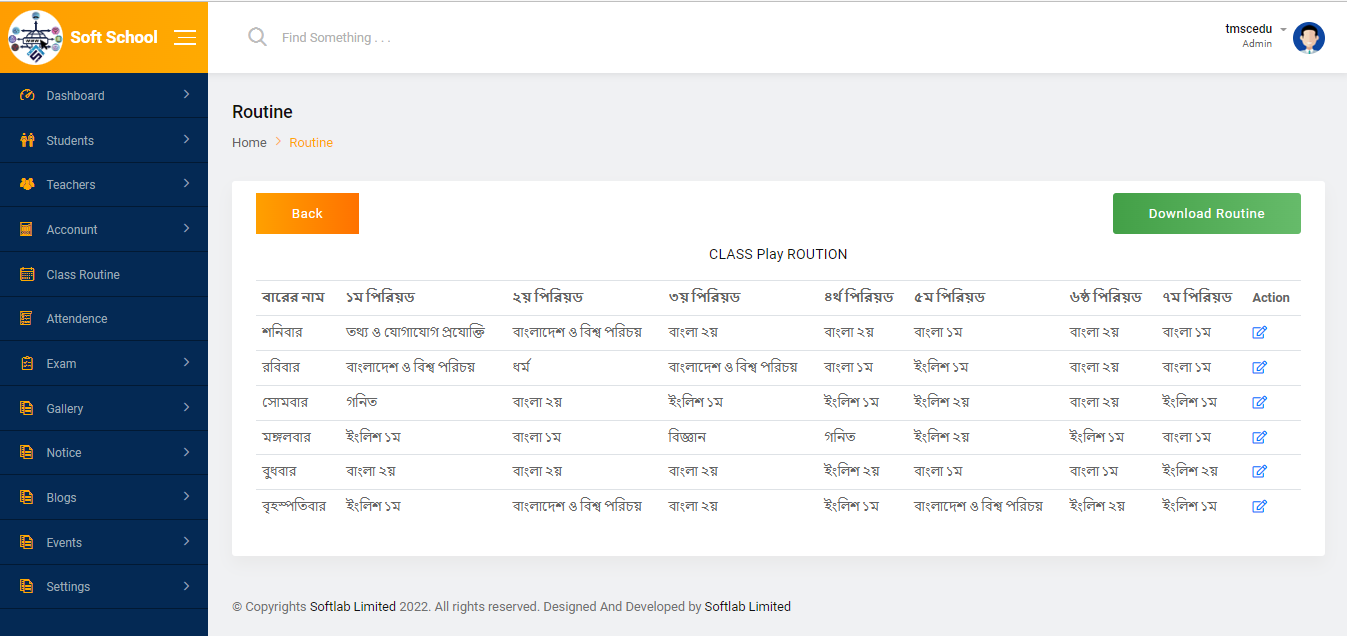 Soft School
Find Something . . .
tmscedu
Admin
Dashboard
Students
Teachers
Acconunt
Class Routine
Attendence
Exam
Gallery
Notice
Blogs
Events
Settings
Routine
Home > Routine
Back
Download Routine
CLASS Play ROUTION
বারের নাম ১ম পিরিয়ড ২য় পিরিয়ড ৩য় পিরিয়ড ৪র্থ পিরিয়ড ৫ম পিরিয়ড ৬ষ্ঠ পিরিয়ড ৭ম পিরিয়ড Action
শনিবার তথ্য ও যোগাযোগ প্রযোক্তি বাংলাদেশ ও বিশ্ব পরিচয় বাংলা ২য় বাংলা ২য় বাংলা ১ম বাংলা ২য় বাংলা ১ম
রবিবার বাংলাদেশ ও বিশ্ব পরিচয় ধর্ম বাংলাদেশ ও বিশ্ব পরিচয় বাংলা ১ম ইংলিশ ১ম বাংলা ২য় বাংলা ১ম
সোমবার গনিত বাংলা ২য় ইংলিশ ১ম ইংলিশ ১ম ইংলিশ ২য় বাংলা ২য় ইংলিশ ১ম
মঙ্গলবার ইংলিশ ১ম বাংলা ১ম বিজ্ঞান গনিত ইংলিশ ২য় ইংলিশ ১ম বাংলা ১ম
বুধবার বাংলা ২য় বাংলা ২য় বাংলা ২য় ইংলিশ ২য় বাংলা ১ম বাংলা ১ম ইংলিশ ২য়
বৃহস্পতিবার ইংলিশ ১ম বাংলাদেশ ও বিশ্ব পরিচয় বাংলা ২য় ইংলিশ ১ম বাংলাদেশ ও বিশ্ব পরিচয় ইংলিশ ২য় ইংলিশ ১ম
© Copyrights Softlab Limited 2022. All rights reserved. Designed And Developed by Softlab Limited